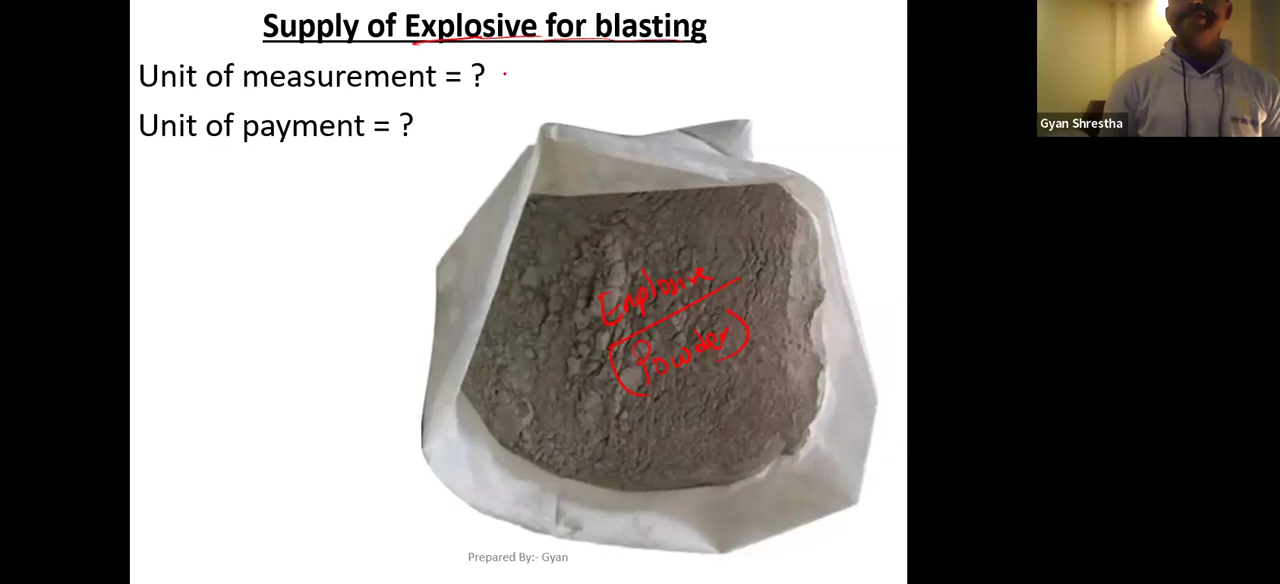 Supply of Explosive for blasting
Unit of measurement = ?
Unit of payment = ?
Explosive
(Powder)
Prepared By:- Gyan
Gyan Shrestha